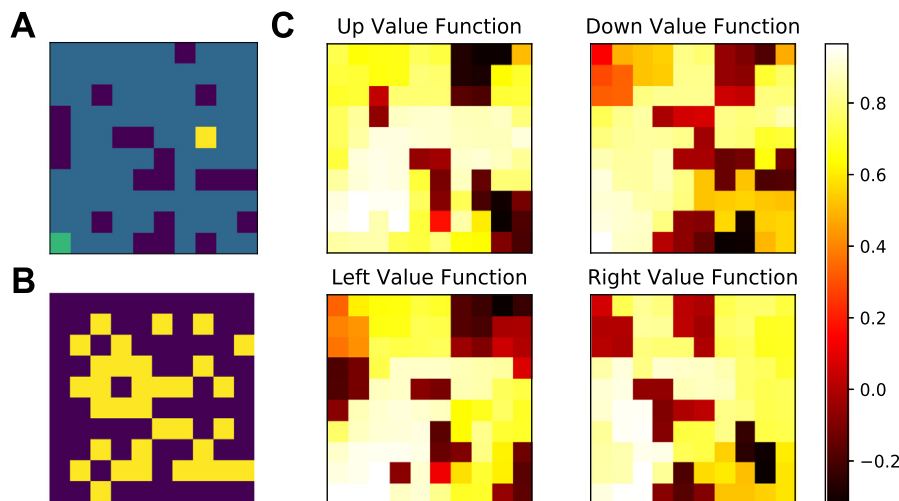 A
C
Up Value Function
Down Value Function
0.8
0.6
0.4
0.2
0.0
−0.2
B
Left Value Function
Right Value Function